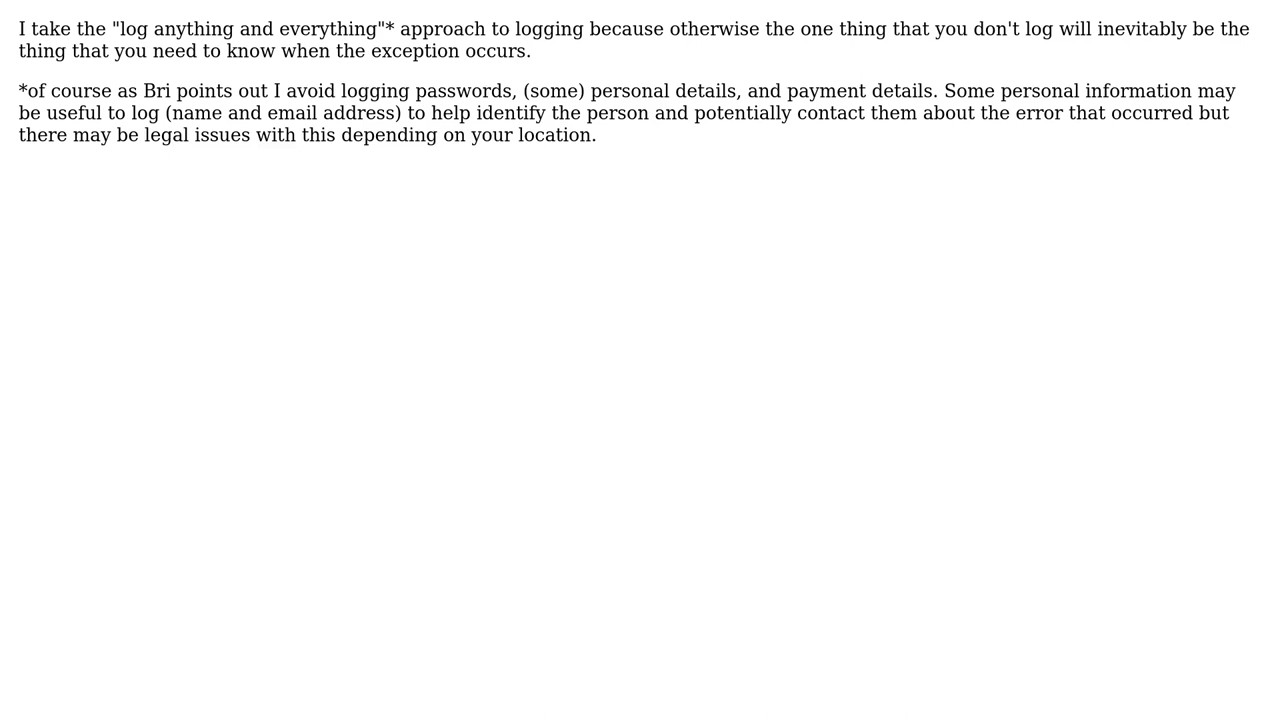 I take the "log anything and everything"* approach to logging because otherwise the one thing that you don't log will inevitably be the
thing that you need to know when the exception occurs.
*of course as Bri points out I avoid logging passwords, (some) personal details, and payment details. Some personal information may
be useful to log (name and email address) to help identify the person and potentially contact them about the error that occurred but
there may be legal issues with this depending on your location.